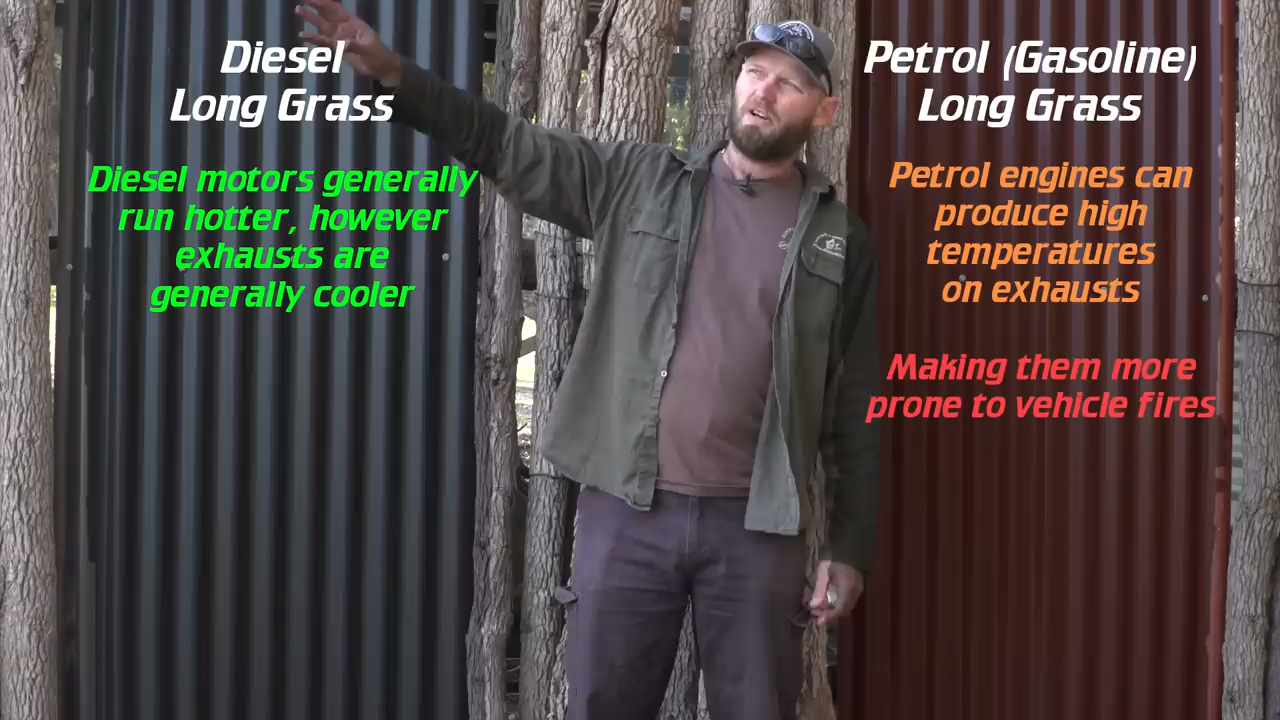 Diesel
Long Grass
Diesel motors generally
run hotter, however
exhausts are
generally cooler
Petrol (Gasoline)
Long Grass
Petrol engines can
produce high
temperatures
on exhausts
Making them more
prone to vehicle fires